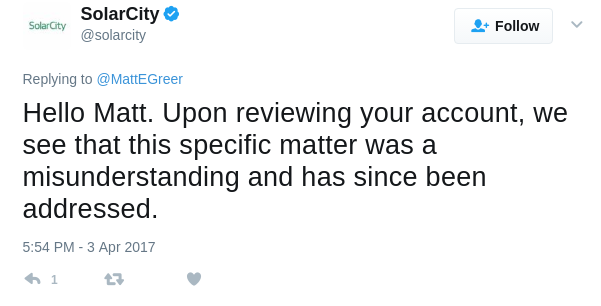 SolarCity
SolarCity
@solarcity
Follow
Replying to @MattEGreer
Hello Matt. Upon reviewing your account, we
see that this specific matter was a
misunderstanding and has since been
addressed.
5:54 PM - 3 Apr 2017
1